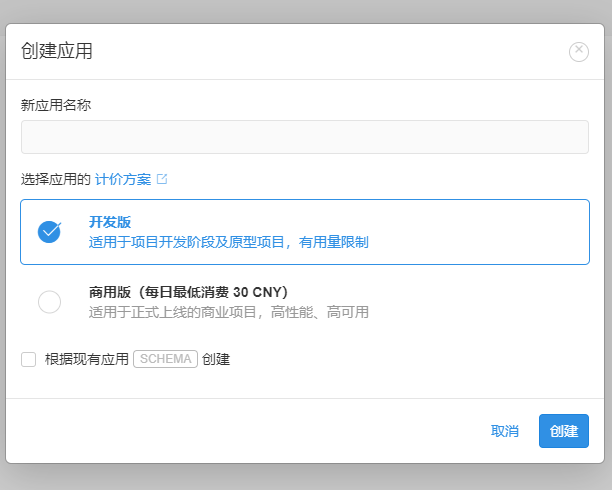 创建应用
新应用名称
选择应用的 计价方案
开发版
适用于项目开发阶段及原型项目，有用量限制
商用版（每日最低消费 30 CNY）
适用于正式上线的商业项目，高性能、高可用
根据现有应用 SCHEMA 创建
取消 创建